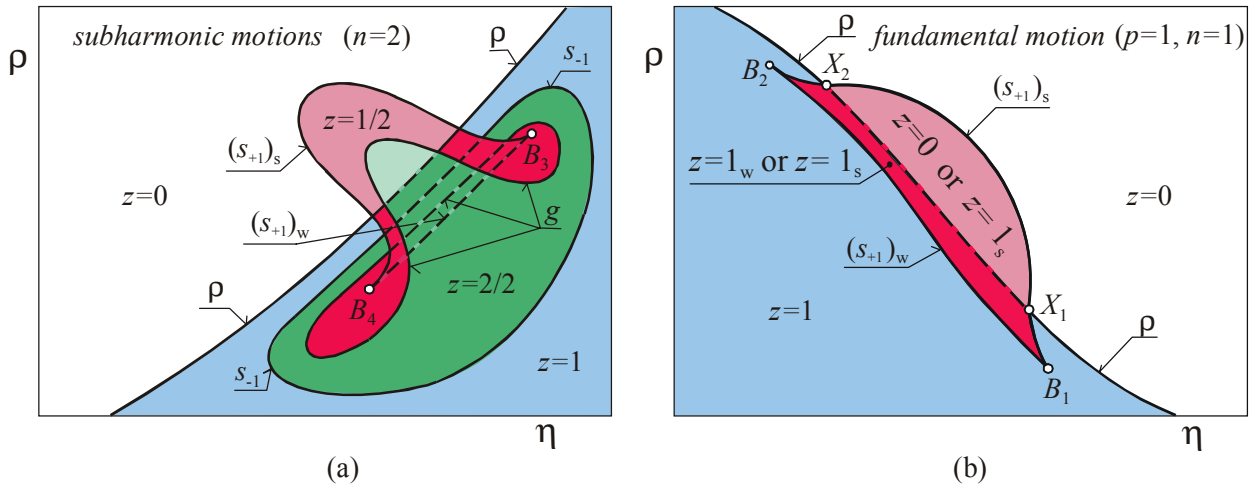 subharmonic motions (n=2)
ρ
ρ
s₋₁
z=1/2
(s₊₁)ₛ
B₃
z=0
(s₊₁)w
g
z=2/2
B₄
ρ
z=1
s₋₁
η
(a)
ρ
fundamental motion (p=1, n=1)
ρ
B₂
X₂
(s₊₁)ₛ
z=0 or z=1ₛ
z=1w or z=1ₛ
z=0
(s₊₁)w
z=1
X₁
ρ
B₁
η
(b)